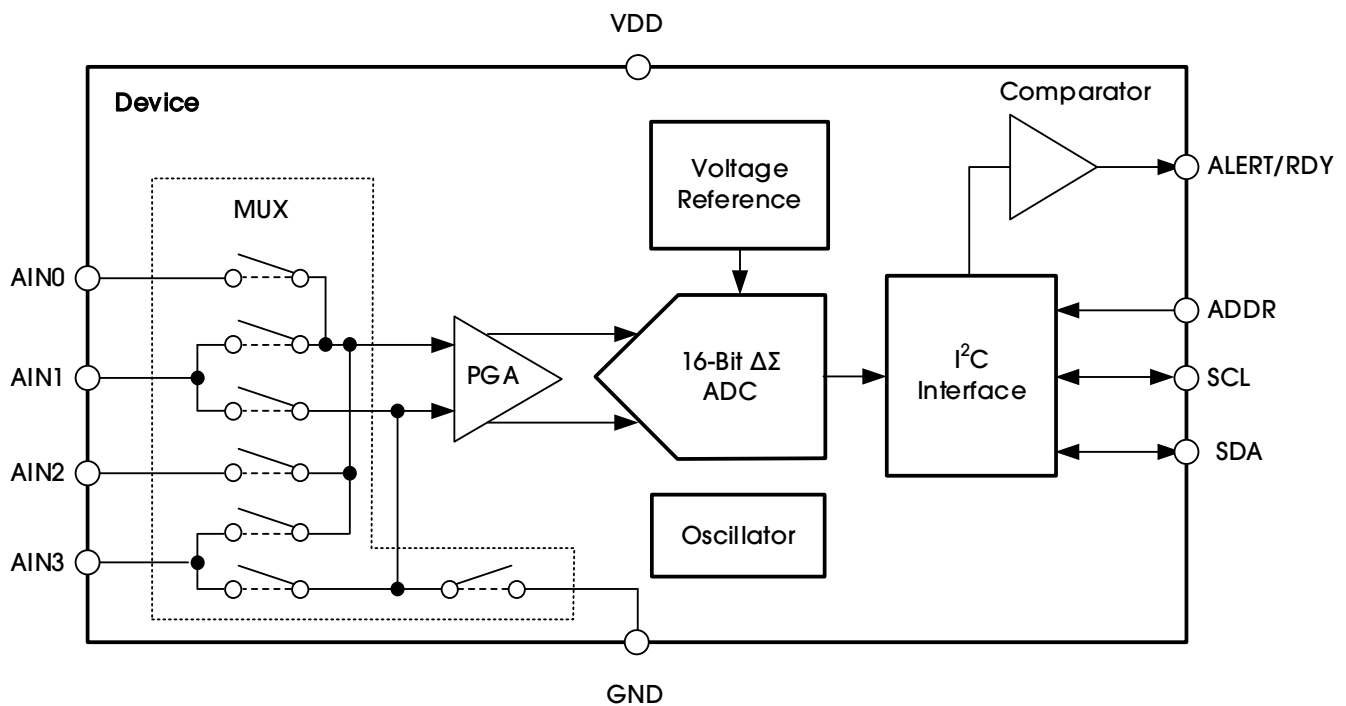 VDD
Device
Comparator
Voltage
Reference
ALERT/RDY
MUX
AIN0
ADDR
AIN1
PGA
16-Bit ΔΣ
ADC
I²C
Interface
SCL
AIN2
SDA
Oscillator
AIN3
GND